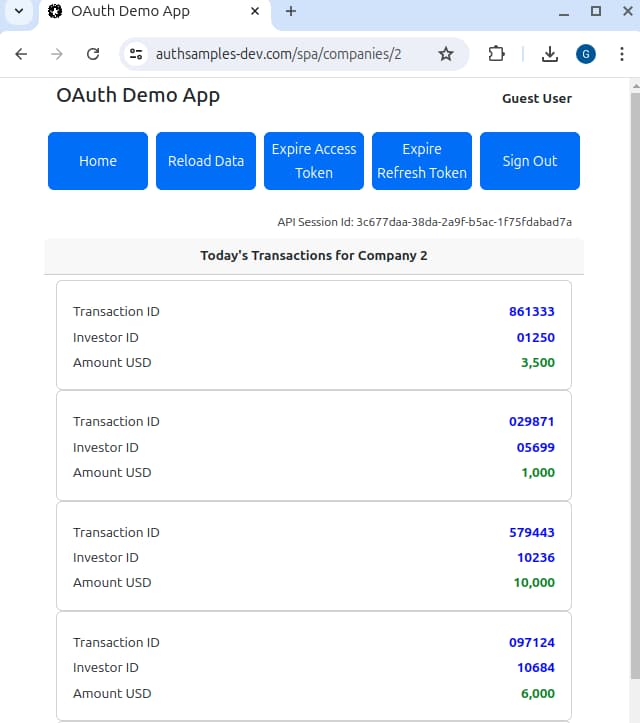 OAuth Demo App
authsamples-dev.com/spa/companies/2
G
OAuth Demo App
Guest User
Home
Reload Data
Expire Access
Token
Expire
Refresh Token
Sign Out
API Session Id: 3c677daa-38da-2a9f-b5ac-1f75fdabad7a
Today's Transactions for Company 2
Transaction ID 861333
Investor ID 01250
Amount USD 3,500
Transaction ID 029871
Investor ID 05699
Amount USD 1,000
Transaction ID 579443
Investor ID 10236
Amount USD 10,000
Transaction ID 097124
Investor ID 10684
Amount USD 6,000